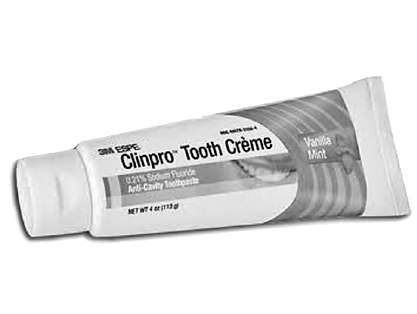 3M ESPE
Clinpro™ Tooth Crème
0.21% Sodium Fluoride
Anti-Cavity Toothpaste
NET WT 4 oz (113 g)
Vanilla
Mint